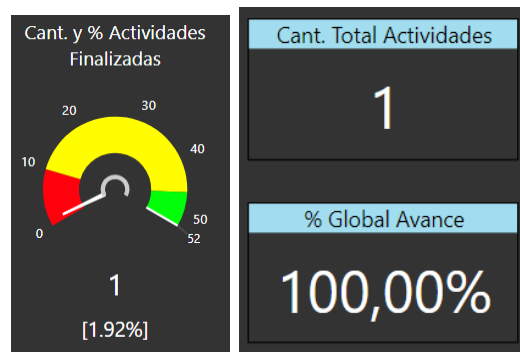 Cant. y % Actividades
Finalizadas
0
10
20
30
40
50
52
1
[1.92%]
Cant. Total Actividades
1
% Global Avance
100,00%